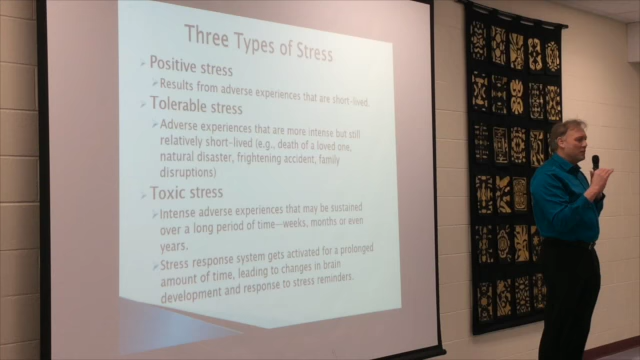 Three Types of Stress
Positive stress
Results from adverse experiences that are short-lived.
Tolerable stress
Adverse experiences that are more intense but still
relatively short-lived (e.g., death of a loved one,
natural disaster, frightening accident, family
disruptions)
Toxic stress
Intense adverse experiences that may be sustained
over a long period of time—weeks, months or even
years.
Stress response system gets activated for a prolonged
amount of time, leading to changes in brain
development and response to stress reminders.